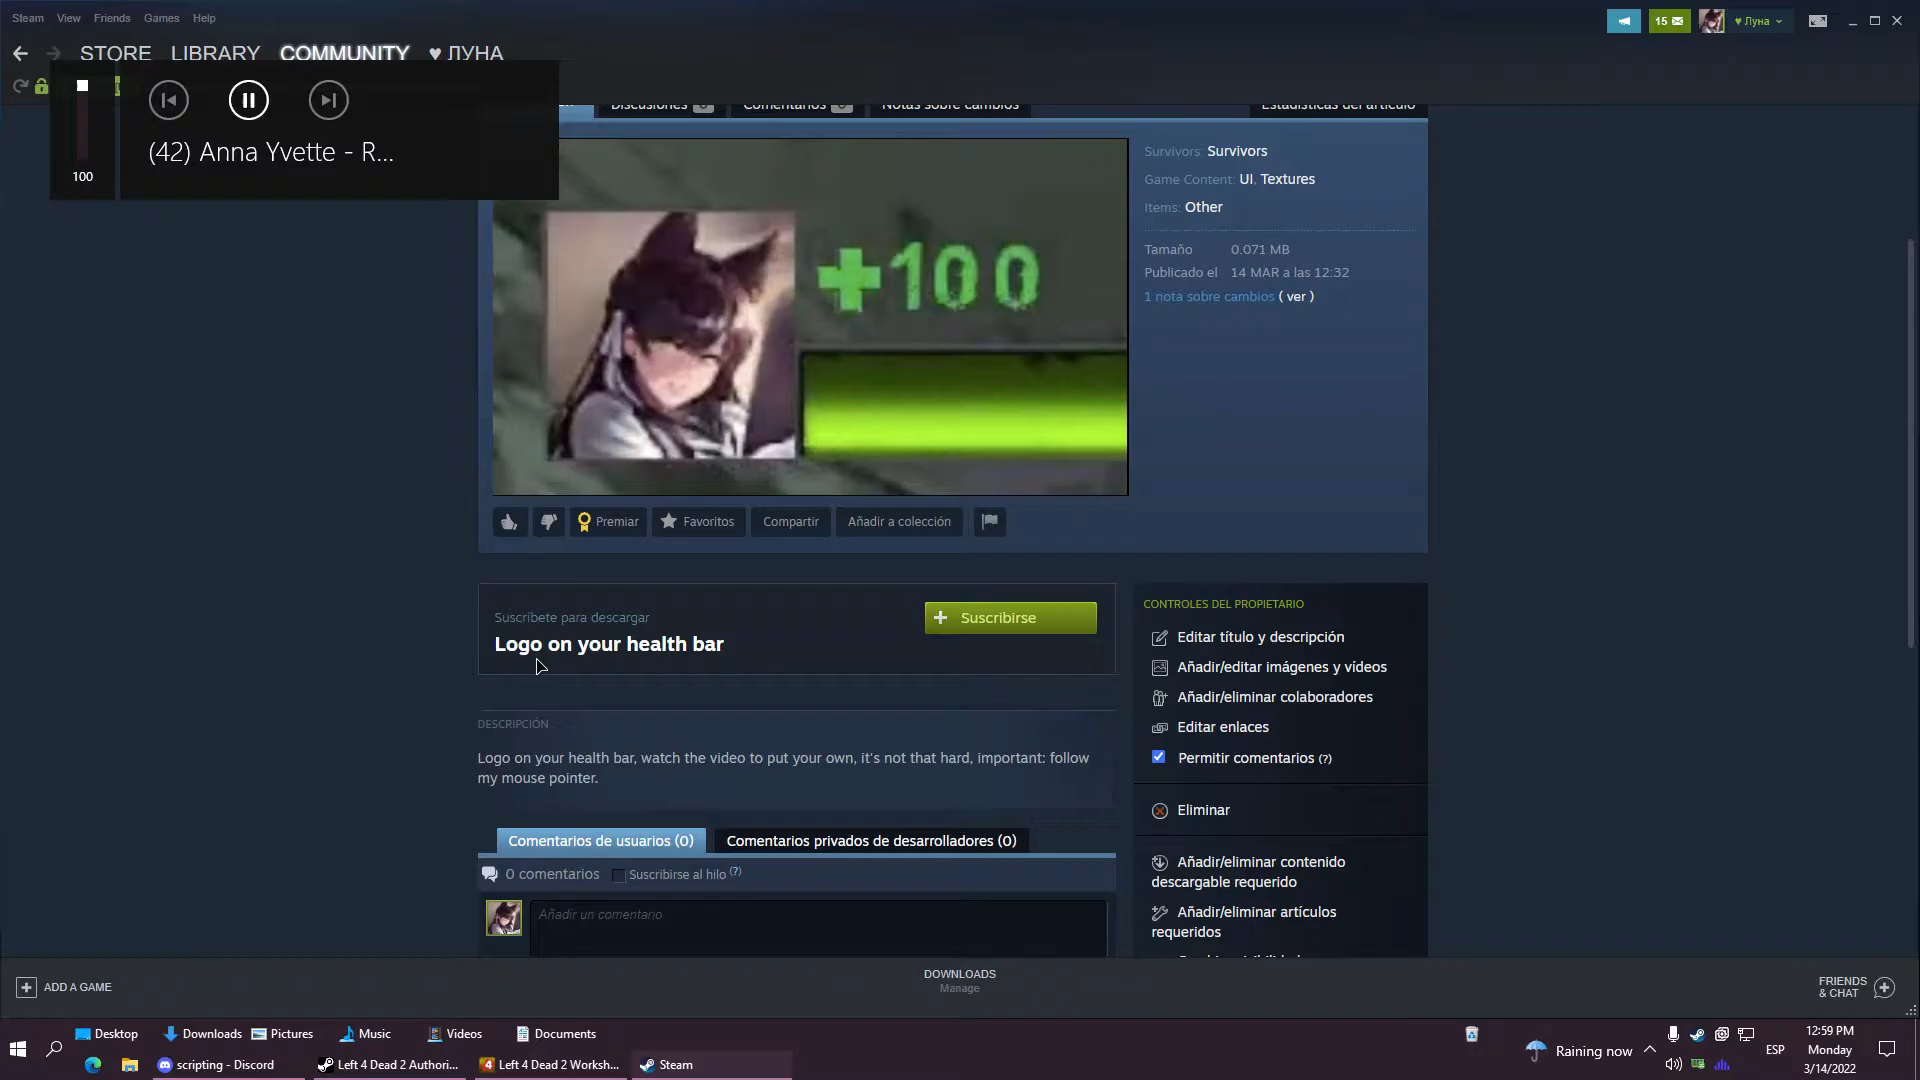 Steam View Friends Games Help
15 ♥ Луна
STORE LIBRARY COMMUNITY ♥ ЛУНА
(42) Anna Yvette - R...
100
Discusiones Comentarios Notas sobre cambios Estadísticas del artículo
+100
Survivors: Survivors
Game Content: UI, Textures
Items: Other
Tamaño 0.071 MB
Publicado el 14 MAR a las 12:32
1 nota sobre cambios ( ver )
Premiar Favoritos Compartir Añadir a colección
Suscríbete para descargar
Logo on your health bar
+ Suscribirse
DESCRIPCIÓN
Logo on your health bar, watch the video to put your own, it's not that hard, important: follow
my mouse pointer.
Comentarios de usuarios (0) Comentarios privados de desarrolladores (0)
0 comentarios Suscribirse al hilo (?)
Añadir un comentario
CONTROLES DEL PROPIETARIO
Editar título y descripción
Añadir/editar imágenes y vídeos
Añadir/eliminar colaboradores
Editar enlaces
Permitir comentarios (?)
Eliminar
Añadir/eliminar contenido
descargable requerido
Añadir/eliminar artículos
requeridos
ADD A GAME
DOWNLOADS
Manage
FRIENDS
& CHAT
Desktop Downloads Pictures Music Videos Documents
scripting - Discord Left 4 Dead 2 Authori... Left 4 Dead 2 Worksh... Steam
Raining now
ESP
12:59 PM
Monday
3/14/2022